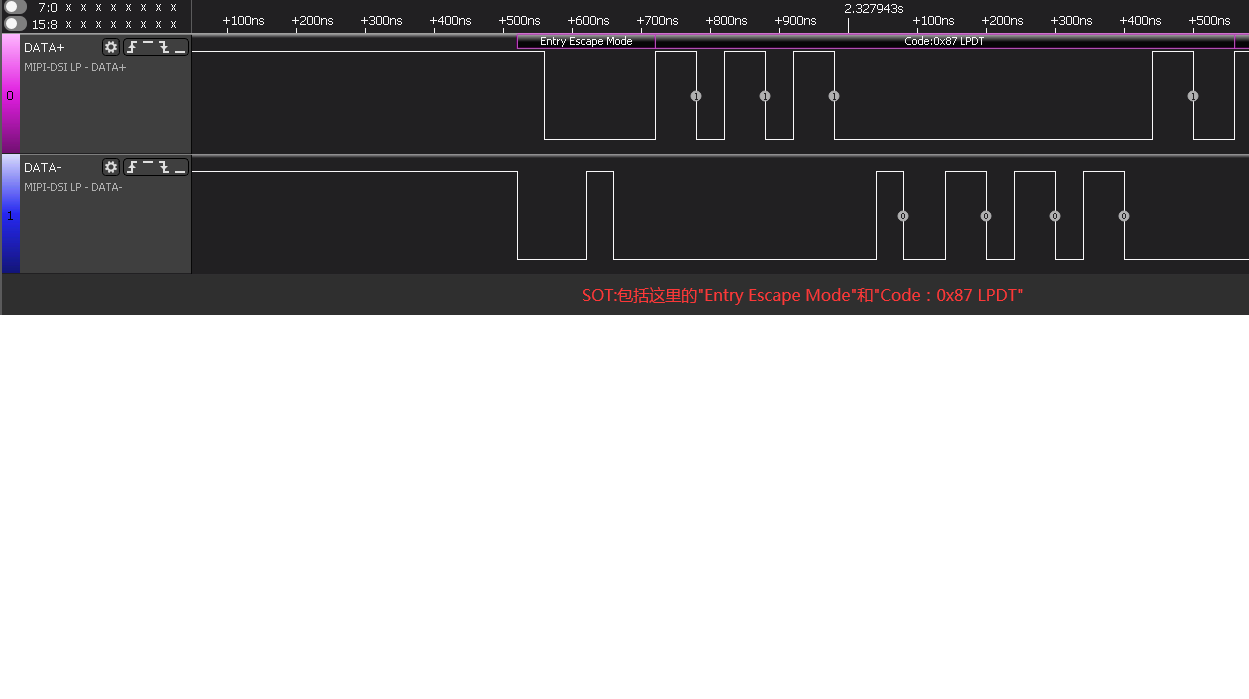 7:0 x x x x x x x x
15:8 x x x x x x x x
2.327943s
+100ns +200ns +300ns +400ns +500ns +600ns +700ns +800ns +900ns +100ns +200ns +300ns +400ns +500ns
Entry Escape Mode Code:0x87 LPDT
DATA+
MIPI-DSI LP - DATA+
0
1 1 1 1
DATA-
MIPI-DSI LP - DATA-
1
0 0 0 0
SOT:包括这里的"Entry Escape Mode"和"Code：0x87 LPDT"